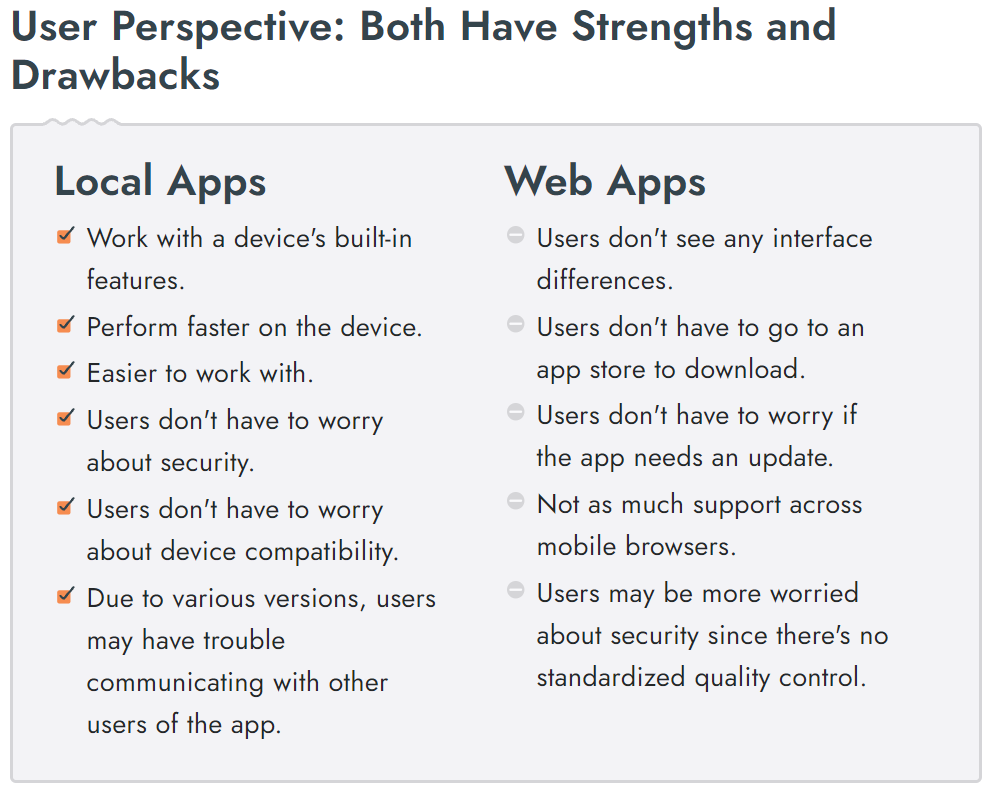 User Perspective: Both Have Strengths and
Drawbacks
Local Apps
Work with a device's built-in
features.
Perform faster on the device.
Easier to work with.
Users don't have to worry
about security.
Users don't have to worry
about device compatibility.
Due to various versions, users
may have trouble
communicating with other
users of the app.
Web Apps
Users don't see any interface
differences.
Users don't have to go to an
app store to download.
Users don't have to worry if
the app needs an update.
Not as much support across
mobile browsers.
Users may be more worried
about security since there's no
standardized quality control.